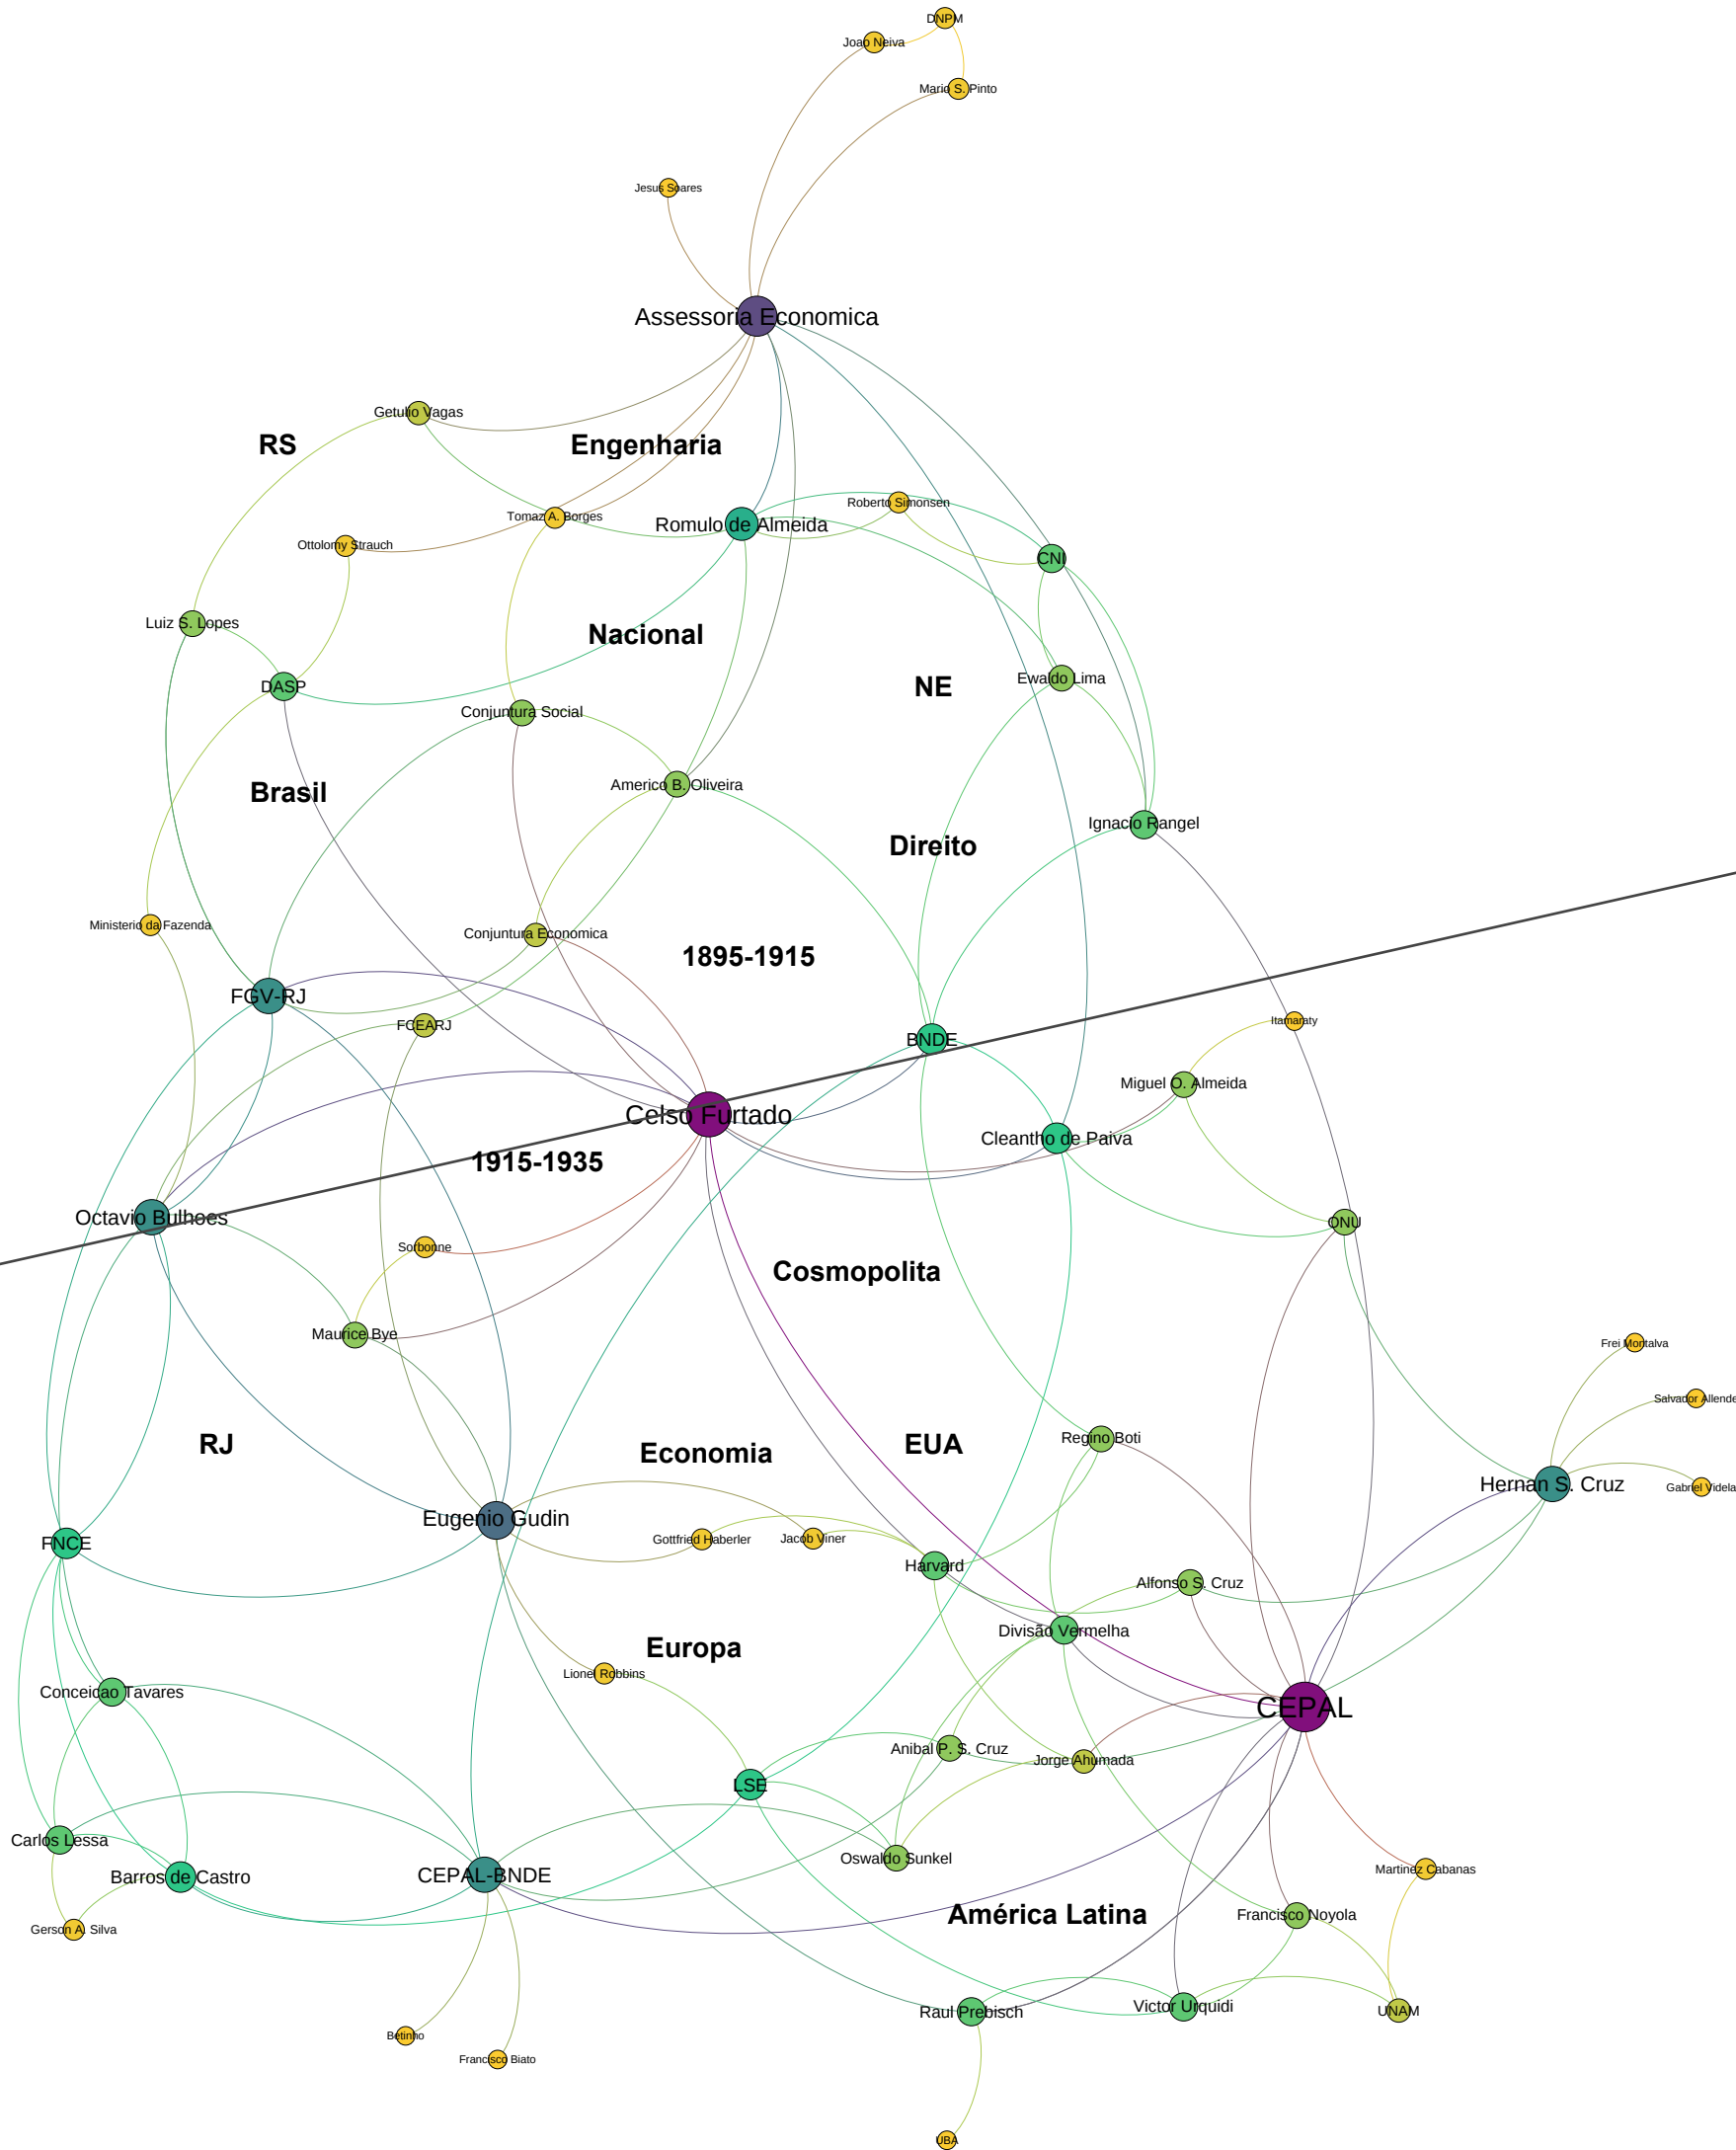 DNPM
Joao Neiva
Mario S. Pinto
Jesus Soares
Assessoria Economica
Getulio Vagas
RS
Engenharia
Roberto Simonsen
Tomaz A. Borges
Romulo de Almeida
Ottolomy Strauch
CNI
Luiz S. Lopes
Nacional
Ewaldo Lima
DASP
NE
Conjuntura Social
Americo B. Oliveira
Brasil
Ignacio Rangel
Direito
Ministerio da Fazenda
Conjuntura Economica
1895-1915
FGV-RJ
Itamaraty
FCEARJ
BNDE
Miguel O. Almeida
Celso Furtado
Cleantho de Paiva
1915-1935
Octavio Bulhoes
ONU
Sorbonne
Cosmopolita
Maurice Bye
Frei Montalva
Salvador Allende
RJ
Economia
EUA
Regino Boti
Hernan S. Cruz
Gabriel Videla
Eugenio Gudin
FNCE
Gottfried Haberler
Jacob Viner
Harvard
Alfonso S. Cruz
Divisão Vermelha
Europa
Lionel Robbins
Conceicao Tavares
CEPAL
Anibal P. S. Cruz
Jorge Ahumada
LSE
Carlos Lessa
Oswaldo Sunkel
Martinez Cabanas
Barros de Castro
CEPAL-BNDE
América Latina
Francisco Noyola
Gerson A. Silva
Raul Prebisch
Victor Urquidi
UNAM
Betinho
Francisco Biato
UBA